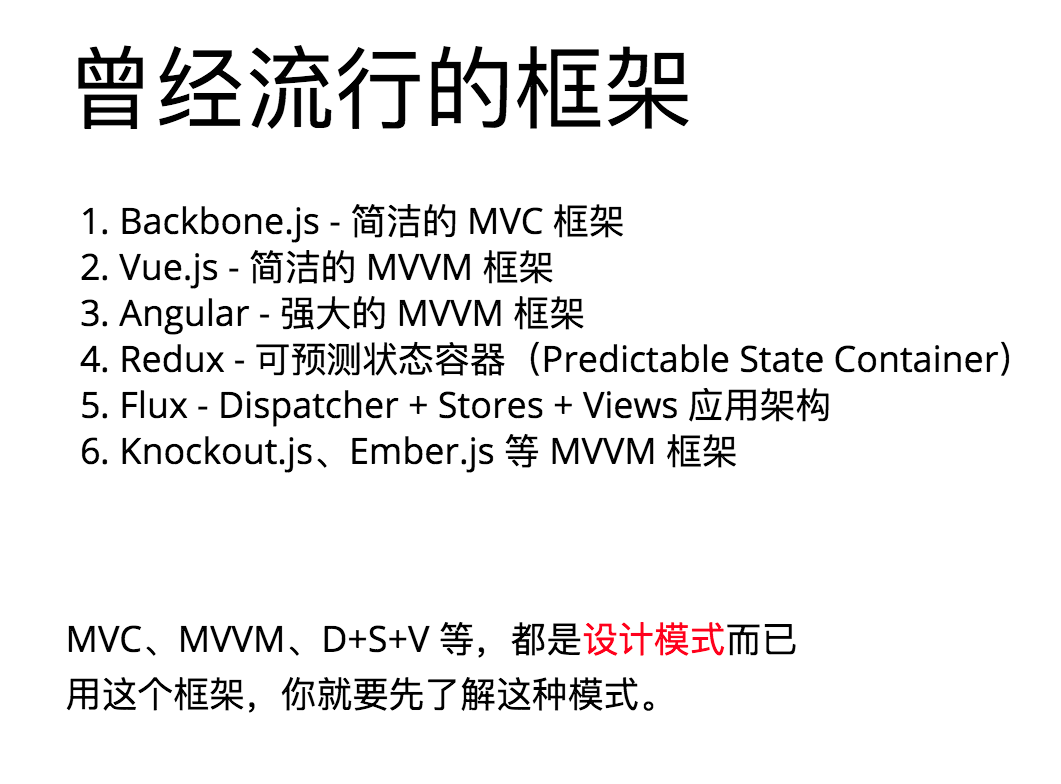 曾经流行的框架
1. Backbone.js - 简洁的 MVC 框架
2. Vue.js - 简洁的 MVVM 框架
3. Angular - 强大的 MVVM 框架
4. Redux - 可预测状态容器（Predictable State Container）
5. Flux - Dispatcher + Stores + Views 应用架构
6. Knockout.js、Ember.js 等 MVVM 框架
MVC、MVVM、D+S+V 等，都是设计模式而已
用这个框架，你就要先了解这种模式。